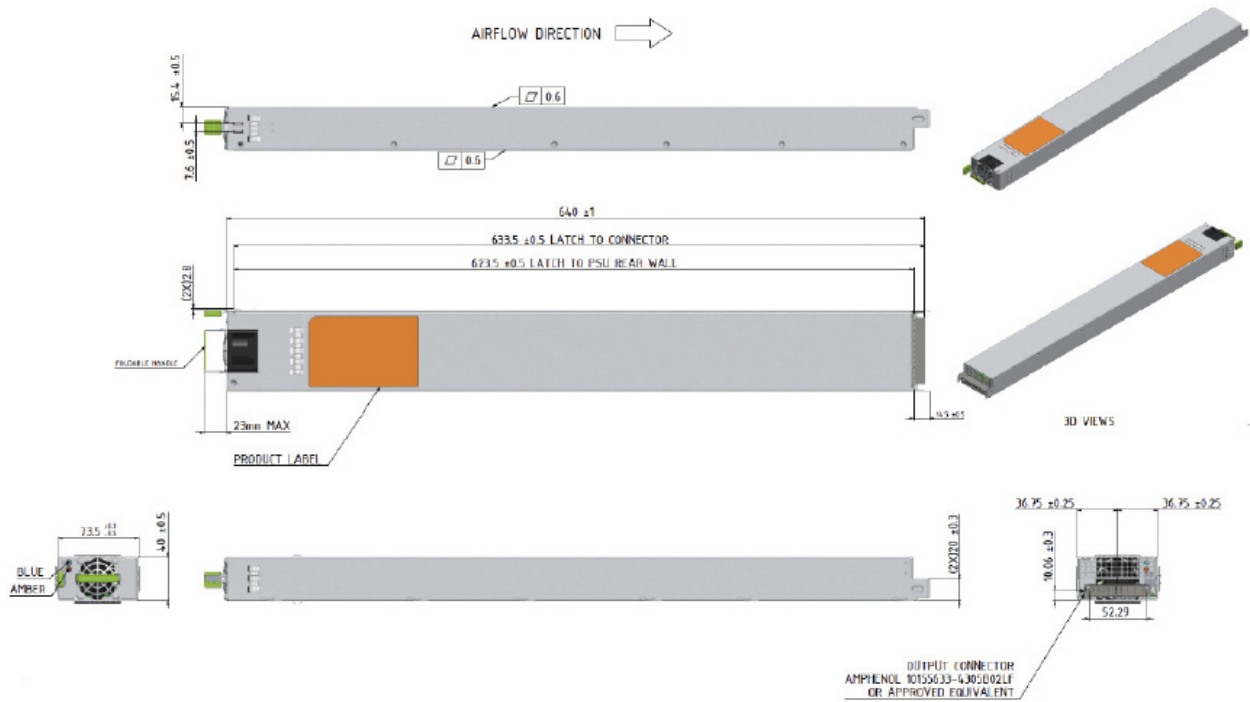 AIRFLOW DIRECTION
15.4 ±0.5
0.6
7.6 ±0.5
0.6
640 ±1
633.5 ±0.5 LATCH TO CONNECTOR
623.5 ±0.5 LATCH TO PSU REAR WALL
(2X)2.8
FOLDABLE HANDLE
23mm MAX
PRODUCT LABEL
14.5 ±0.5
3D VIEWS
73.5
40 ±0.5
BLUE
AMBER
(2X)20 ±0.3
36.75 ±0.25
36.75 ±0.25
10.06 ±0.3
52.29
OUTPUT CONNECTOR
AMPHENOL 10155633-4305B02LF
OR APPROVED EQUIVALENT